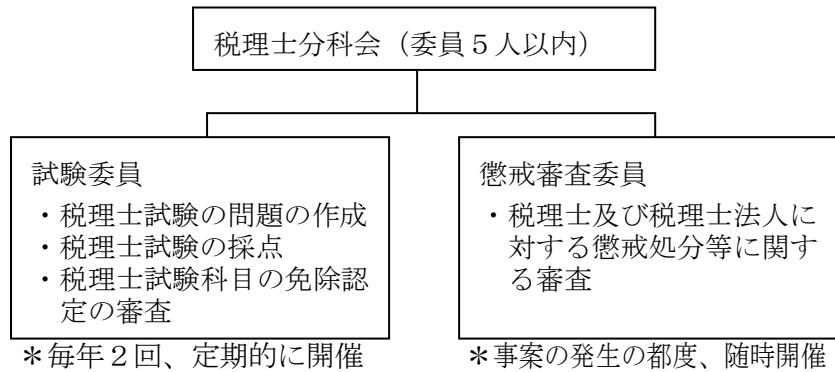 税理士分科会（委員５人以内）
試験委員
・税理士試験の問題の作成
・税理士試験の採点
・税理士試験科目の免除認
定の審査
＊毎年２回、定期的に開催
懲戒審査委員
・税理士及び税理士法人に
対する懲戒処分等に関す
る審査
＊事案の発生の都度、随時開催